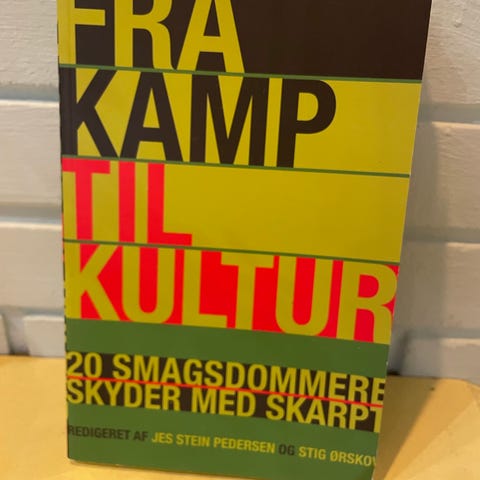 FRA
KAMP
TIL
KULTUR
20 SMAGSDOMMERE
SKYDER MED SKARPT
REDIGERET AF JES STEIN PEDERSEN OG STIG ØRSKOV